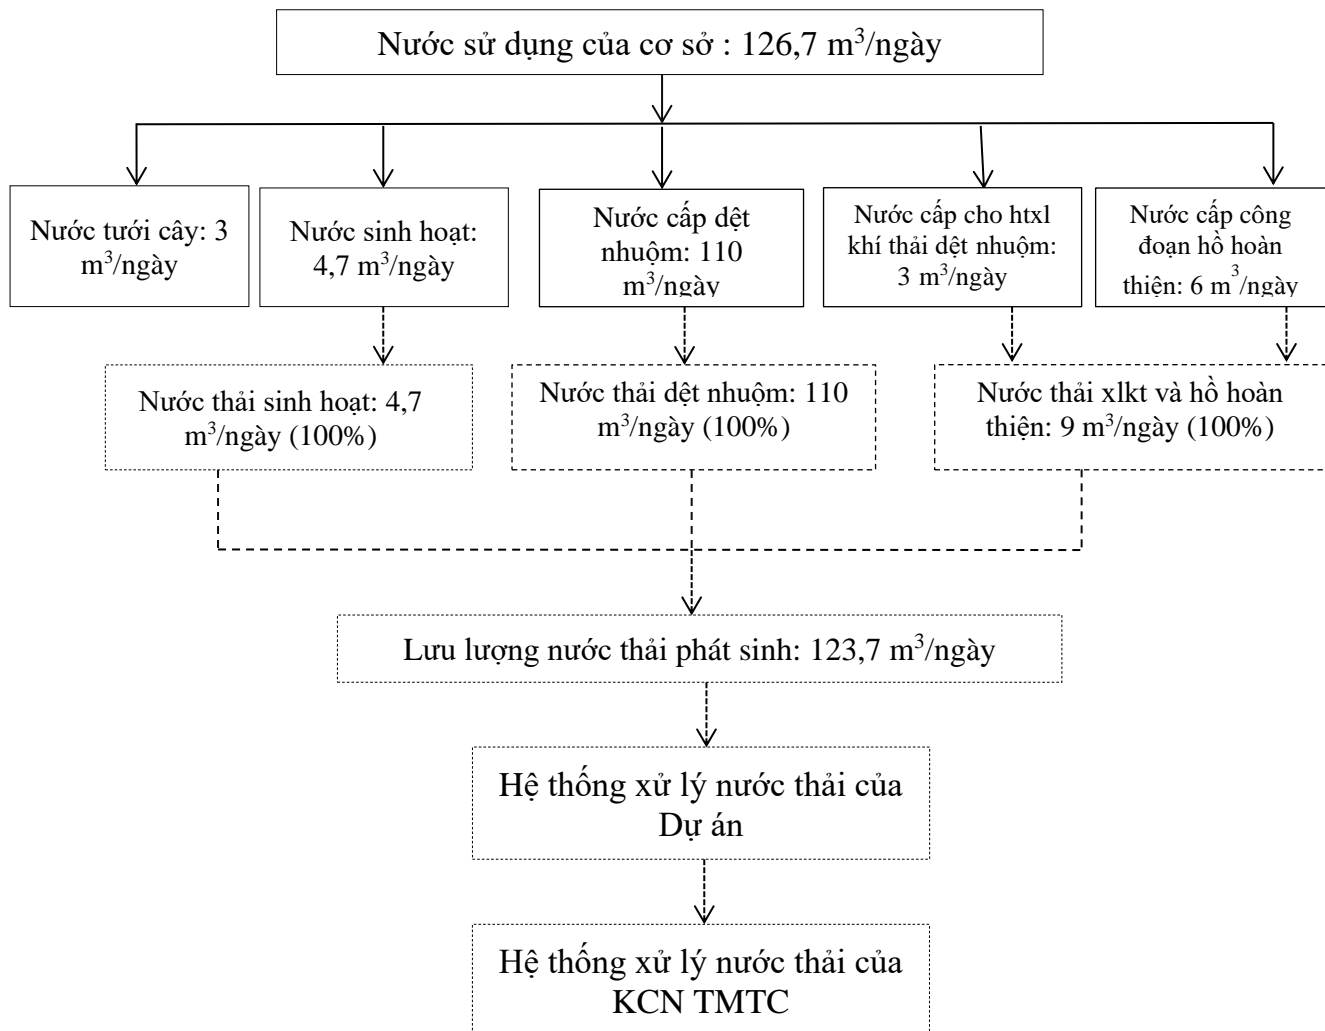 Nước sử dụng của cơ sở : 126,7 m³/ngày
Nước tưới cây: 3
m³/ngày
Nước sinh hoạt:
4,7 m³/ngày
Nước cấp dệt
nhuộm: 110
m³/ngày
Nước cấp cho htxl
khí thải dệt nhuộm:
3 m³/ngày
Nước cấp công
đoạn hồ hoàn
thiện: 6 m³/ngày
Nước thải sinh hoạt: 4,7
m³/ngày (100%)
Nước thải dệt nhuộm: 110
m³/ngày (100%)
Nước thải xlkt và hồ hoàn
thiện: 9 m³/ngày (100%)
Lưu lượng nước thải phát sinh: 123,7 m³/ngày
Hệ thống xử lý nước thải của
Dự án
Hệ thống xử lý nước thải của
KCN TMTC